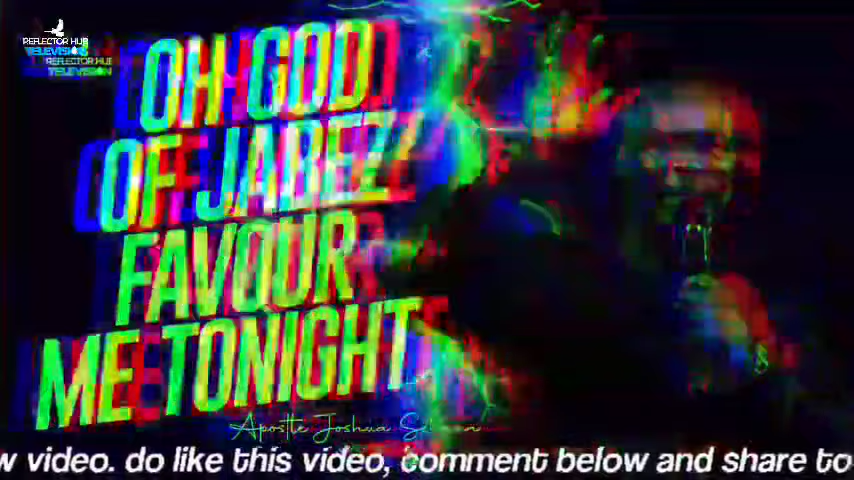 REFLECTOR HUB
TELEVISION
REFLECTOR HUB
TELEVISION
OH GOD
OF JABEZ
FAVOUR
ME TONIGHT
Apostle Joshua
w video. do like this video, comment below and share to